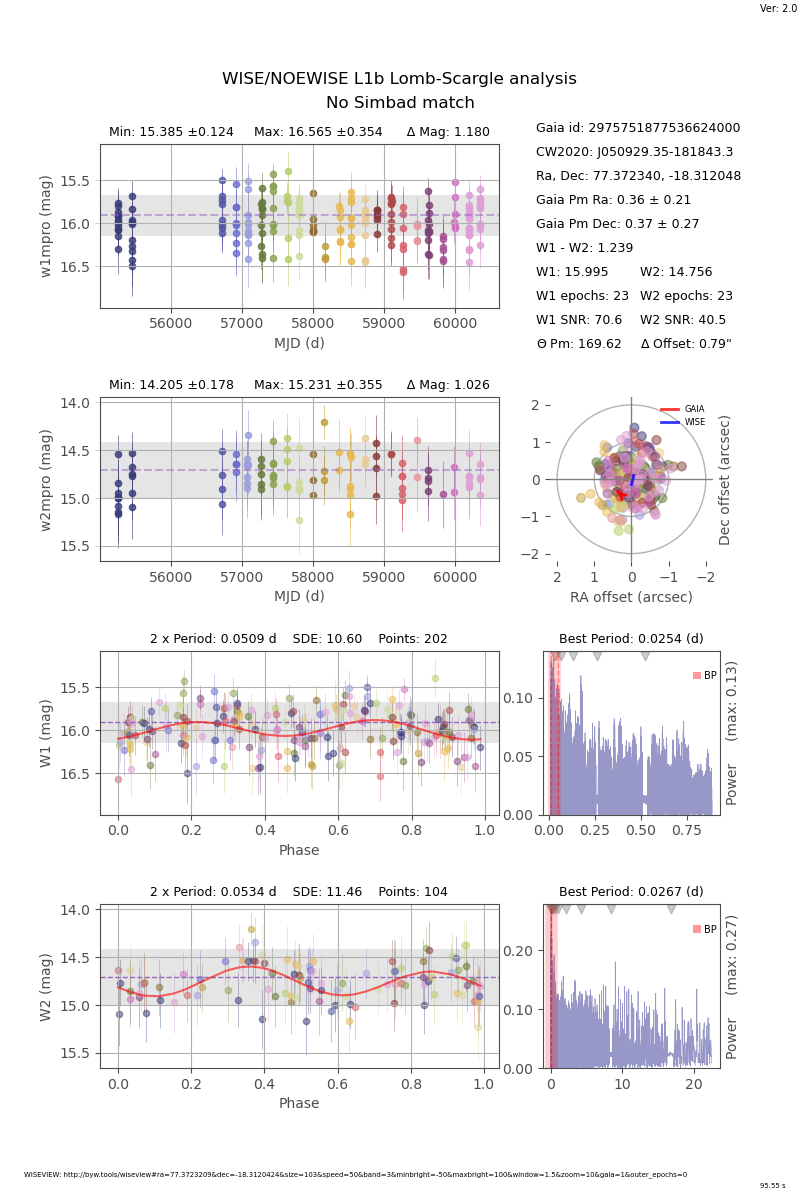 Ver: 2.0
WISE/NOEWISE L1b Lomb-Scargle analysis
No Simbad match
Min: 15.385 ±0.124 Max: 16.565 ±0.354 Δ Mag: 1.180
15.5
16.0
16.5
w1mpro (mag)
56000 57000 58000 59000 60000
MJD (d)
Gaia id: 2975751877536624000
CW2020: J050929.35-181843.3
Ra, Dec: 77.372340, -18.312048
Gaia Pm Ra: 0.36 ± 0.21
Gaia Pm Dec: 0.37 ± 0.27
W1 - W2: 1.239
W1: 15.995 W2: 14.756
W1 epochs: 23 W2 epochs: 23
W1 SNR: 70.6 W2 SNR: 40.5
Θ Pm: 169.62 Δ Offset: 0.79"
Min: 14.205 ±0.178 Max: 15.231 ±0.355 Δ Mag: 1.026
14.0
14.5
15.0
15.5
w2mpro (mag)
56000 57000 58000 59000 60000
MJD (d)
GAIA
WISE
2
1
0
−1
−2
Dec offset (arcsec)
2 1 0 −1 −2
RA offset (arcsec)
2 x Period: 0.0509 d SDE: 10.60 Points: 202
15.5
16.0
16.5
W1 (mag)
0.0 0.2 0.4 0.6 0.8 1.0
Phase
Best Period: 0.0254 (d)
BP
0.10
0.05
0.00
Power (max: 0.13)
0.00 0.25 0.50 0.75
2 x Period: 0.0534 d SDE: 11.46 Points: 104
14.0
14.5
15.0
15.5
W2 (mag)
0.0 0.2 0.4 0.6 0.8 1.0
Phase
Best Period: 0.0267 (d)
BP
0.20
0.10
0.00
Power (max: 0.27)
0 10 20
WISEVIEW: http://byw.tools/wiseview#ra=77.3723209&dec=-18.3120424&size=103&speed=50&band=3&minbright=-50&maxbright=100&window=1.5&zoom=10&gaia=1&outer_epochs=0
95.55 s